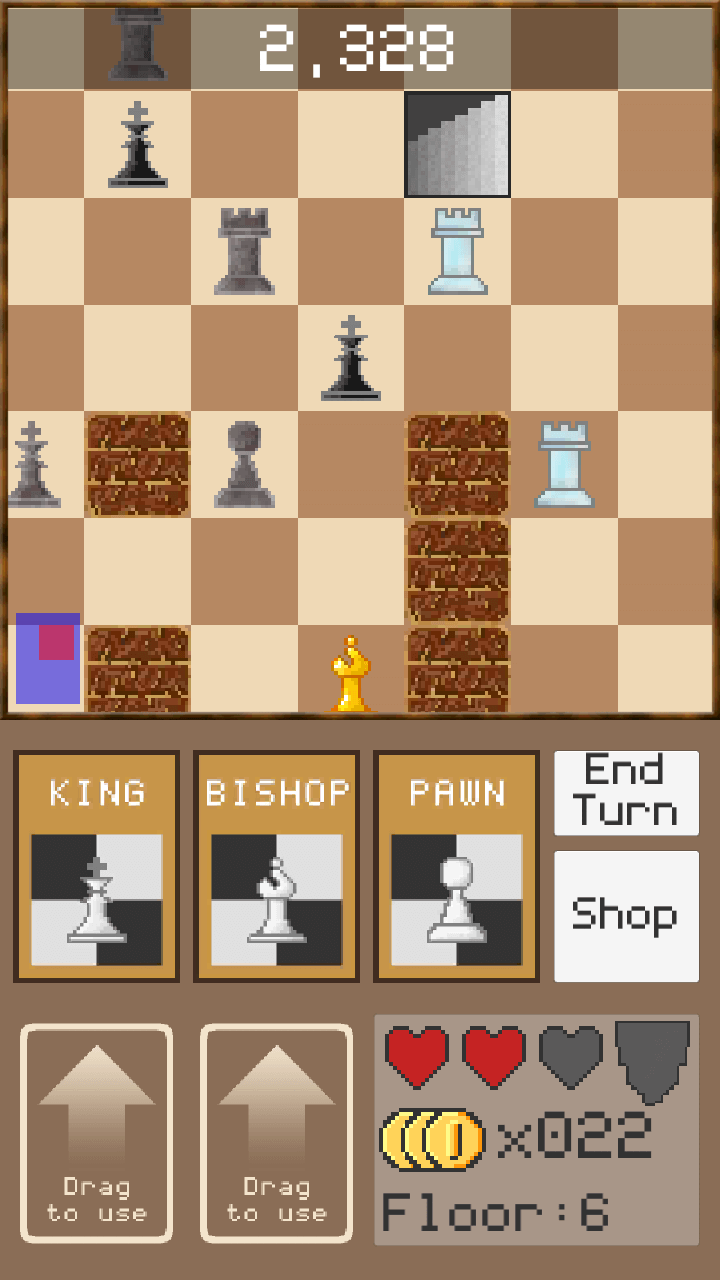 2,328
KING
BISHOP
PAWN
End
Turn
Shop
Drag
to use
Drag
to use
x022
Floor:6